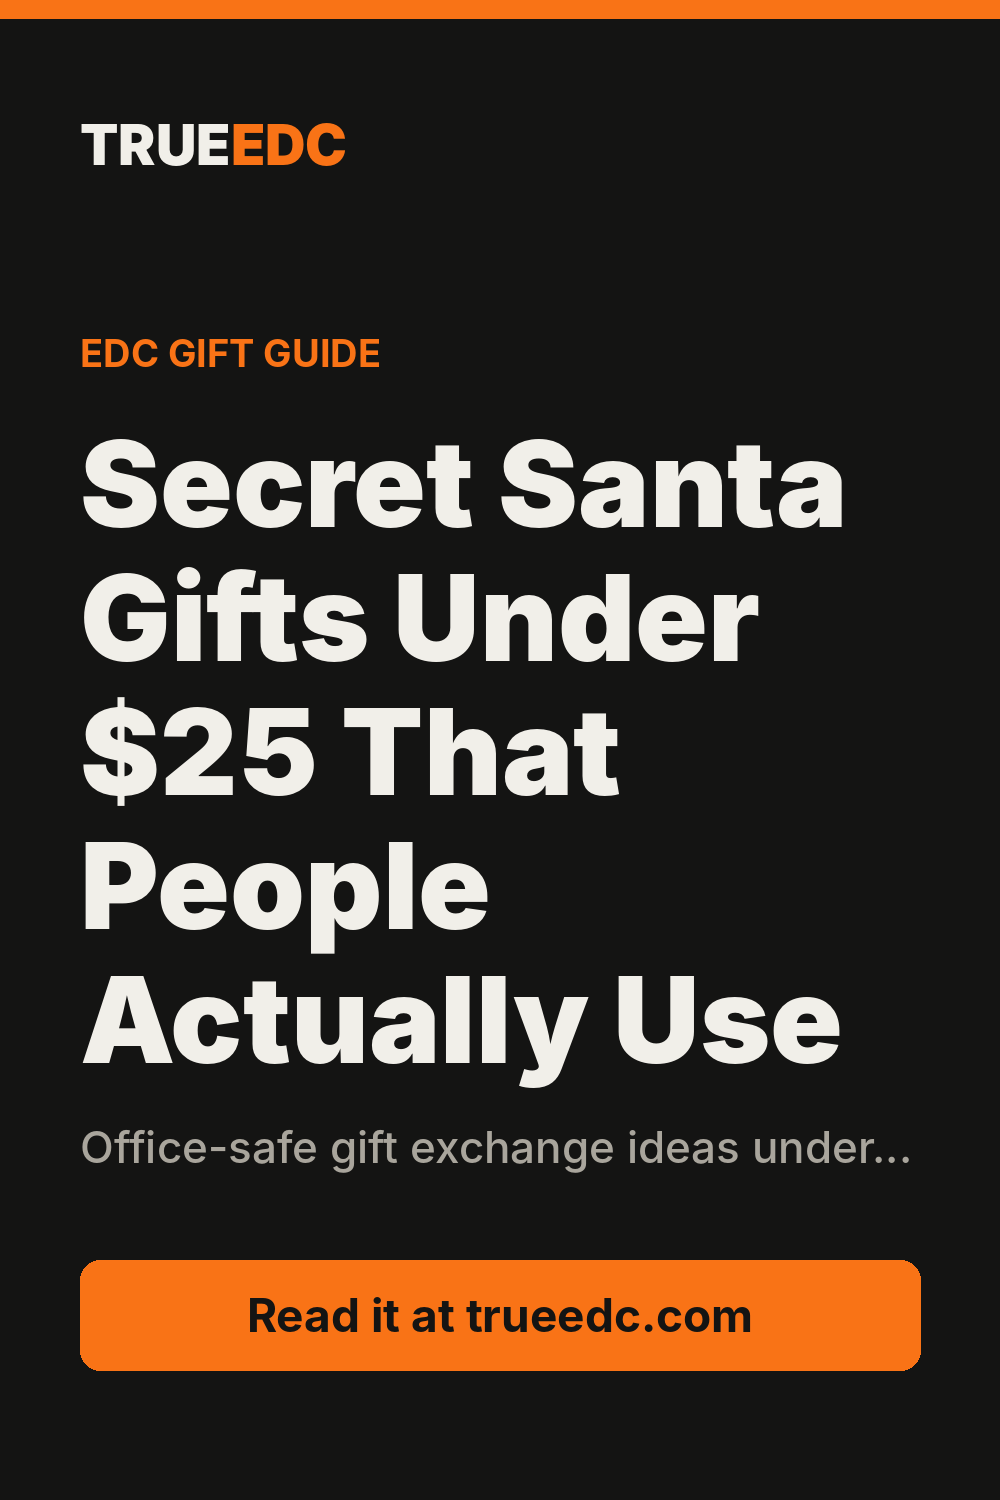 TRUEEDC
EDC GIFT GUIDE
Secret Santa
Gifts Under
$25 That
People
Actually Use
Office-safe gift exchange ideas under...
Read it at trueedc.com